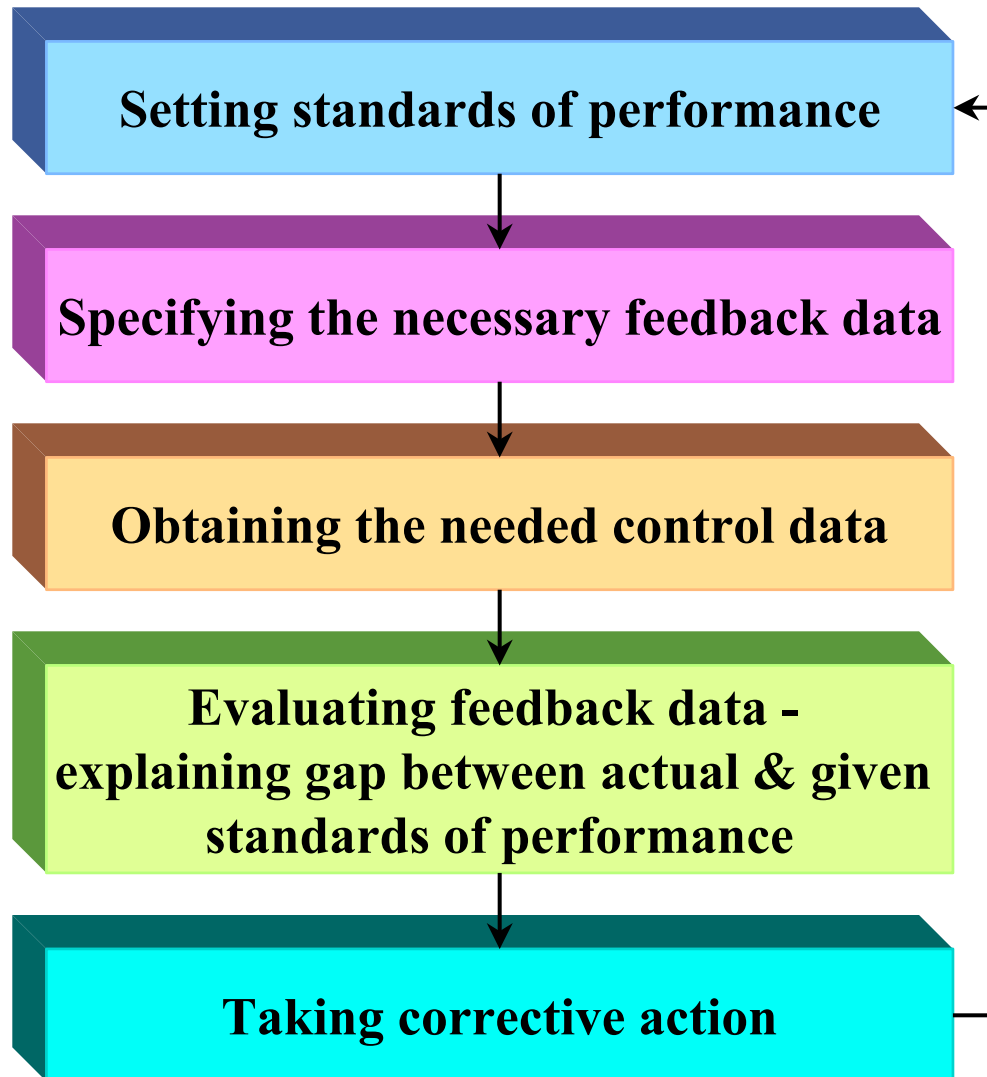 Setting standards of performance
Specifying the necessary feedback data
Obtaining the needed control data
Evaluating feedback data -
explaining gap between actual & given
standards of performance
Taking corrective action